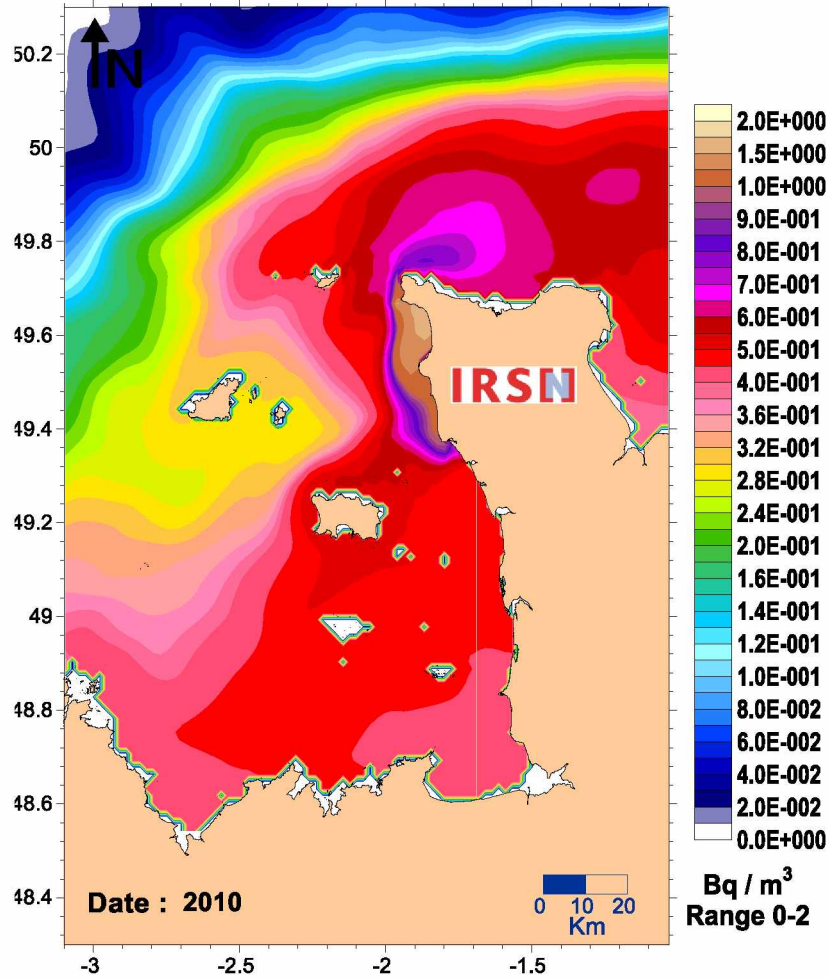 N
50.2
50
49.8
49.6
49.4
49.2
49
48.8
48.6
48.4
-3
-2.5
-2
-1.5
IRSN
Date : 2010
0 10 20
Km
2.0E+000
1.5E+000
1.0E+000
9.0E-001
8.0E-001
7.0E-001
6.0E-001
5.0E-001
4.0E-001
3.6E-001
3.2E-001
2.8E-001
2.4E-001
2.0E-001
1.6E-001
1.4E-001
1.2E-001
1.0E-001
8.0E-002
6.0E-002
4.0E-002
2.0E-002
0.0E+000
Bq / m³
Range 0-2